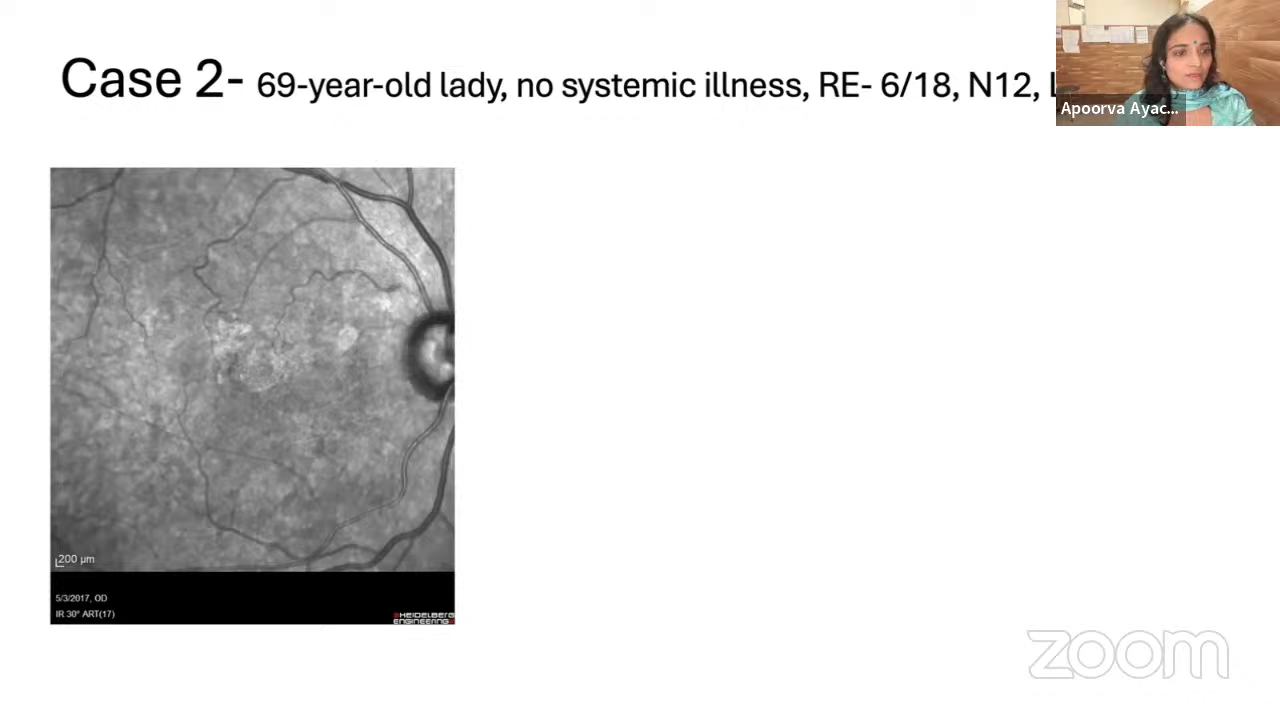 Case 2- 69-year-old lady, no systemic illness, RE- 6/18, N12, L
Apoorva Ayac...
200 µm
5/3/2017, OD
IR 30° ART(17)
HEIDELBERG
ENGINEERING
zoom